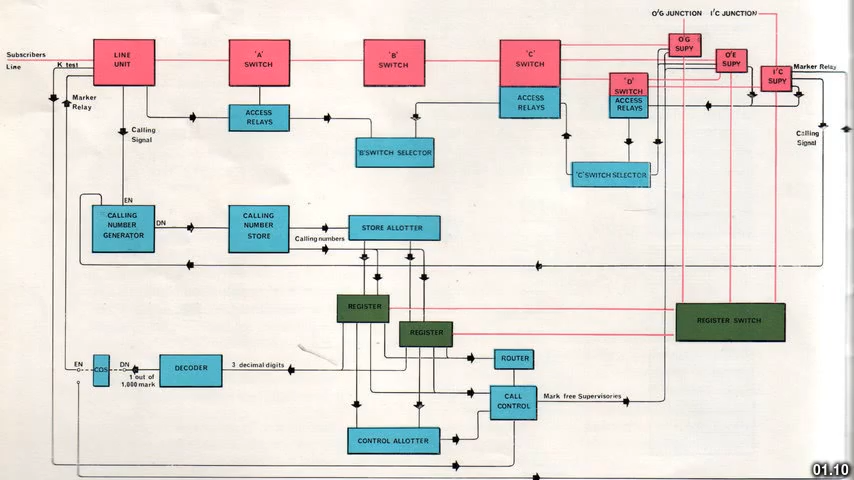 O'G JUNCTION I'C JUNCTION
Subscribers
Line
K test
LINE
UNIT
'A'
SWITCH
'B'
SWITCH
'C'
SWITCH
O'G
SUPY
O'E
SUPY
I'C
SUPY
Marker Relay
'D'
SWITCH
ACCESS
RELAYS
ACCESS
RELAYS
ACCESS
RELAYS
Marker
Relay
Calling
Signal
Calling
Signal
'B'SWITCH SELECTOR
'C'SWITCH SELECTOR
EN
CALLING
NUMBER
GENERATOR
DN
CALLING
NUMBER
STORE
Calling numbers
STORE ALLOTTER
REGISTER
REGISTER
REGISTER SWITCH
EN
COS
DN
1 out of
1,000 mark
DECODER
3 decimal digits
ROUTER
CALL
CONTROL
Mark free Supervisories
CONTROL ALLOTTER
01.10